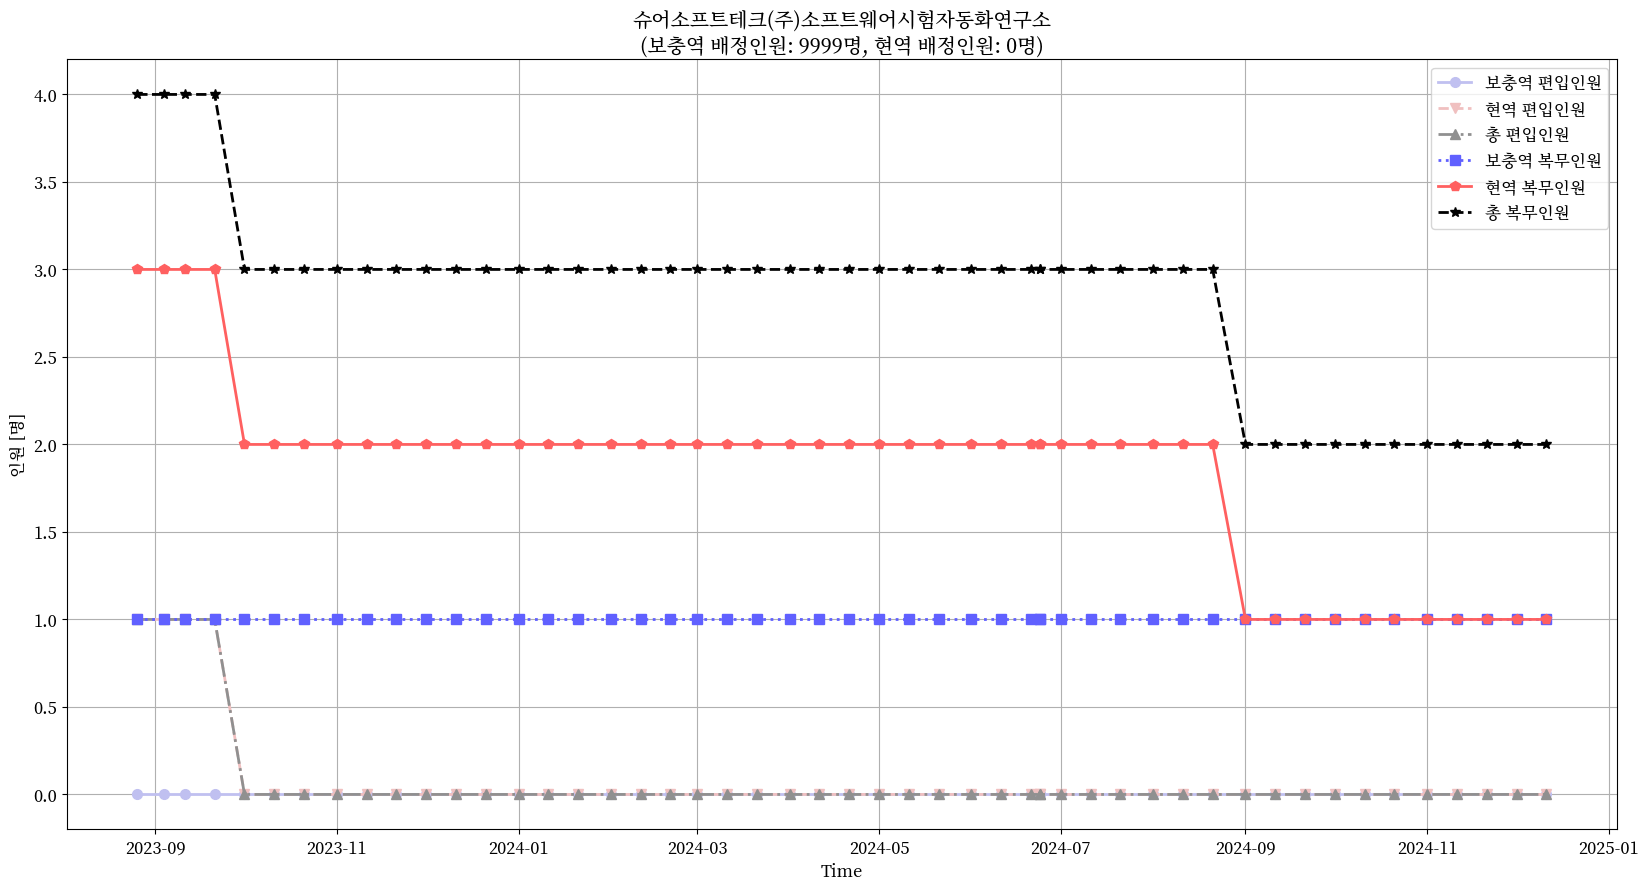 슈어소프트테크(주)소프트웨어시험자동화연구소
(보충역 배정인원: 9999명, 현역 배정인원: 0명)
보충역 편입인원
현역 편입인원
총 편입인원
보충역 복무인원
현역 복무인원
총 복무인원
인원 [명]
4.0
3.5
3.0
2.5
2.0
1.5
1.0
0.5
0.0
2023-09
2023-11
2024-01
2024-03
2024-05
2024-07
2024-09
2024-11
2025-01
Time